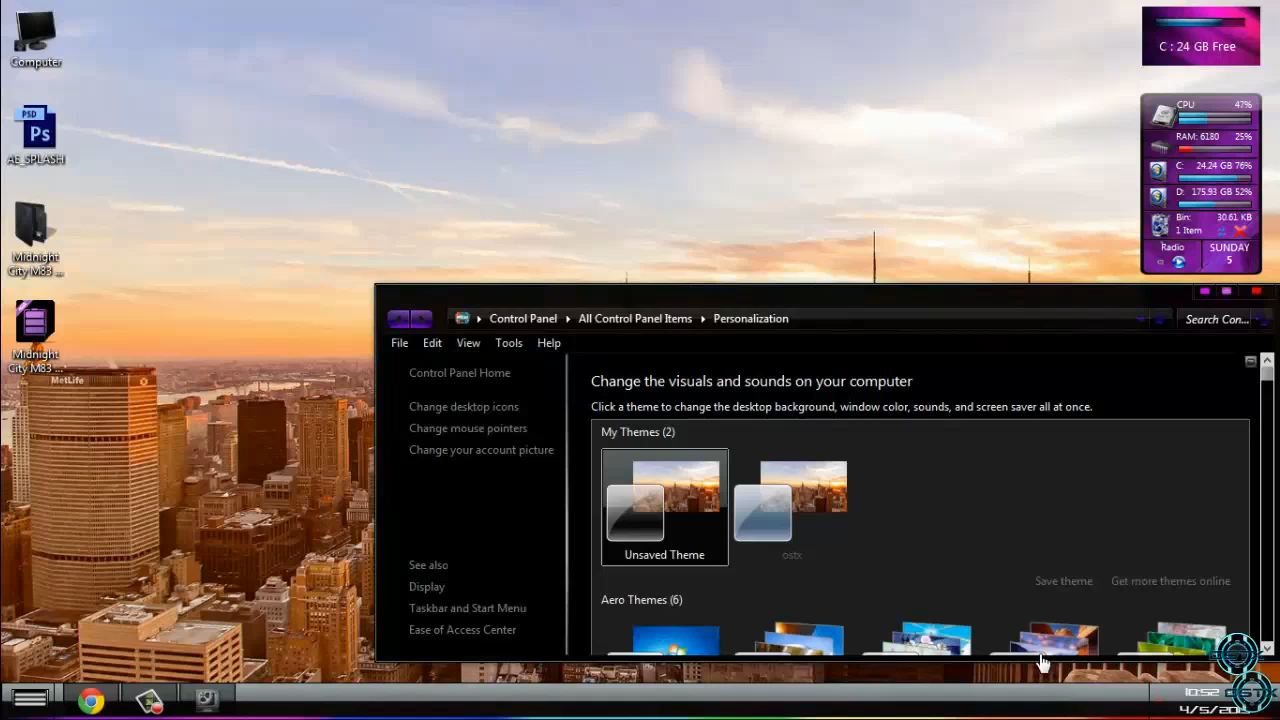 Computer
PSD
Ps
AE_SPLASH
Midnight
City M83 ...
Midnight
City M83 ...
MetLife
C : 24 GB Free
CPU 47%
RAM: 6180 25%
C: 24.24 GB 76%
D: 175.93 GB 52%
Bin: 30.61 KB
1 Item
Radio
SUNDAY
5
Control Panel
All Control Panel Items
Personalization
Search Con...
File Edit View Tools Help
Control Panel Home
Change desktop icons
Change mouse pointers
Change your account picture
See also
Display
Taskbar and Start Menu
Ease of Access Center
Change the visuals and sounds on your computer
Click a theme to change the desktop background, window color, sounds, and screen saver all at once.
My Themes (2)
Unsaved Theme
ostx
Save theme
Get more themes online
Aero Themes (6)
10:52